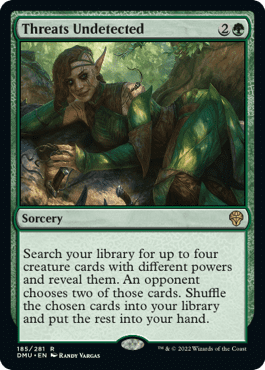 Threats Undetected 2
Sorcery
Search your library for up to four
creature cards with different powers
and reveal them. An opponent
chooses two of those cards. Shuffle
the chosen cards into your library
and put the rest into your hand.
185/281 R
DMU • EN RANDY VARGAS
™ & © 2022 Wizards of the Coast